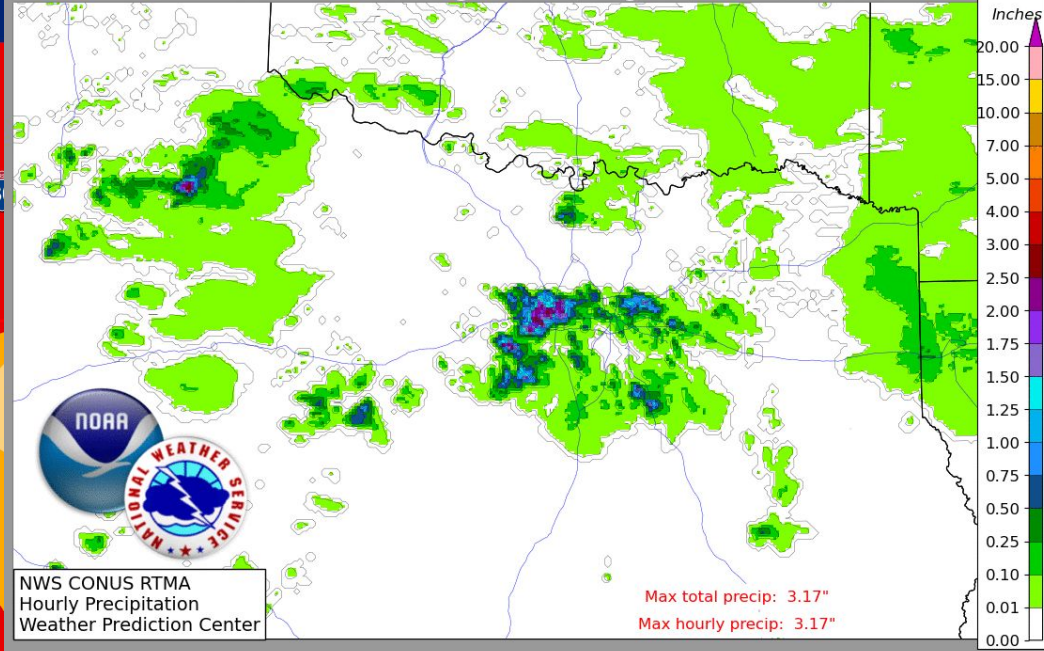 Inches
20.00
15.00
10.00
7.00
5.00
4.00
3.00
2.50
2.00
1.75
1.50
1.25
1.00
0.75
0.50
0.25
0.10
0.01
0.00
NOAA
NATIONAL WEATHER SERVICE
NWS CONUS RTMA
Hourly Precipitation
Weather Prediction Center
Max total precip: 3.17"
Max hourly precip: 3.17"